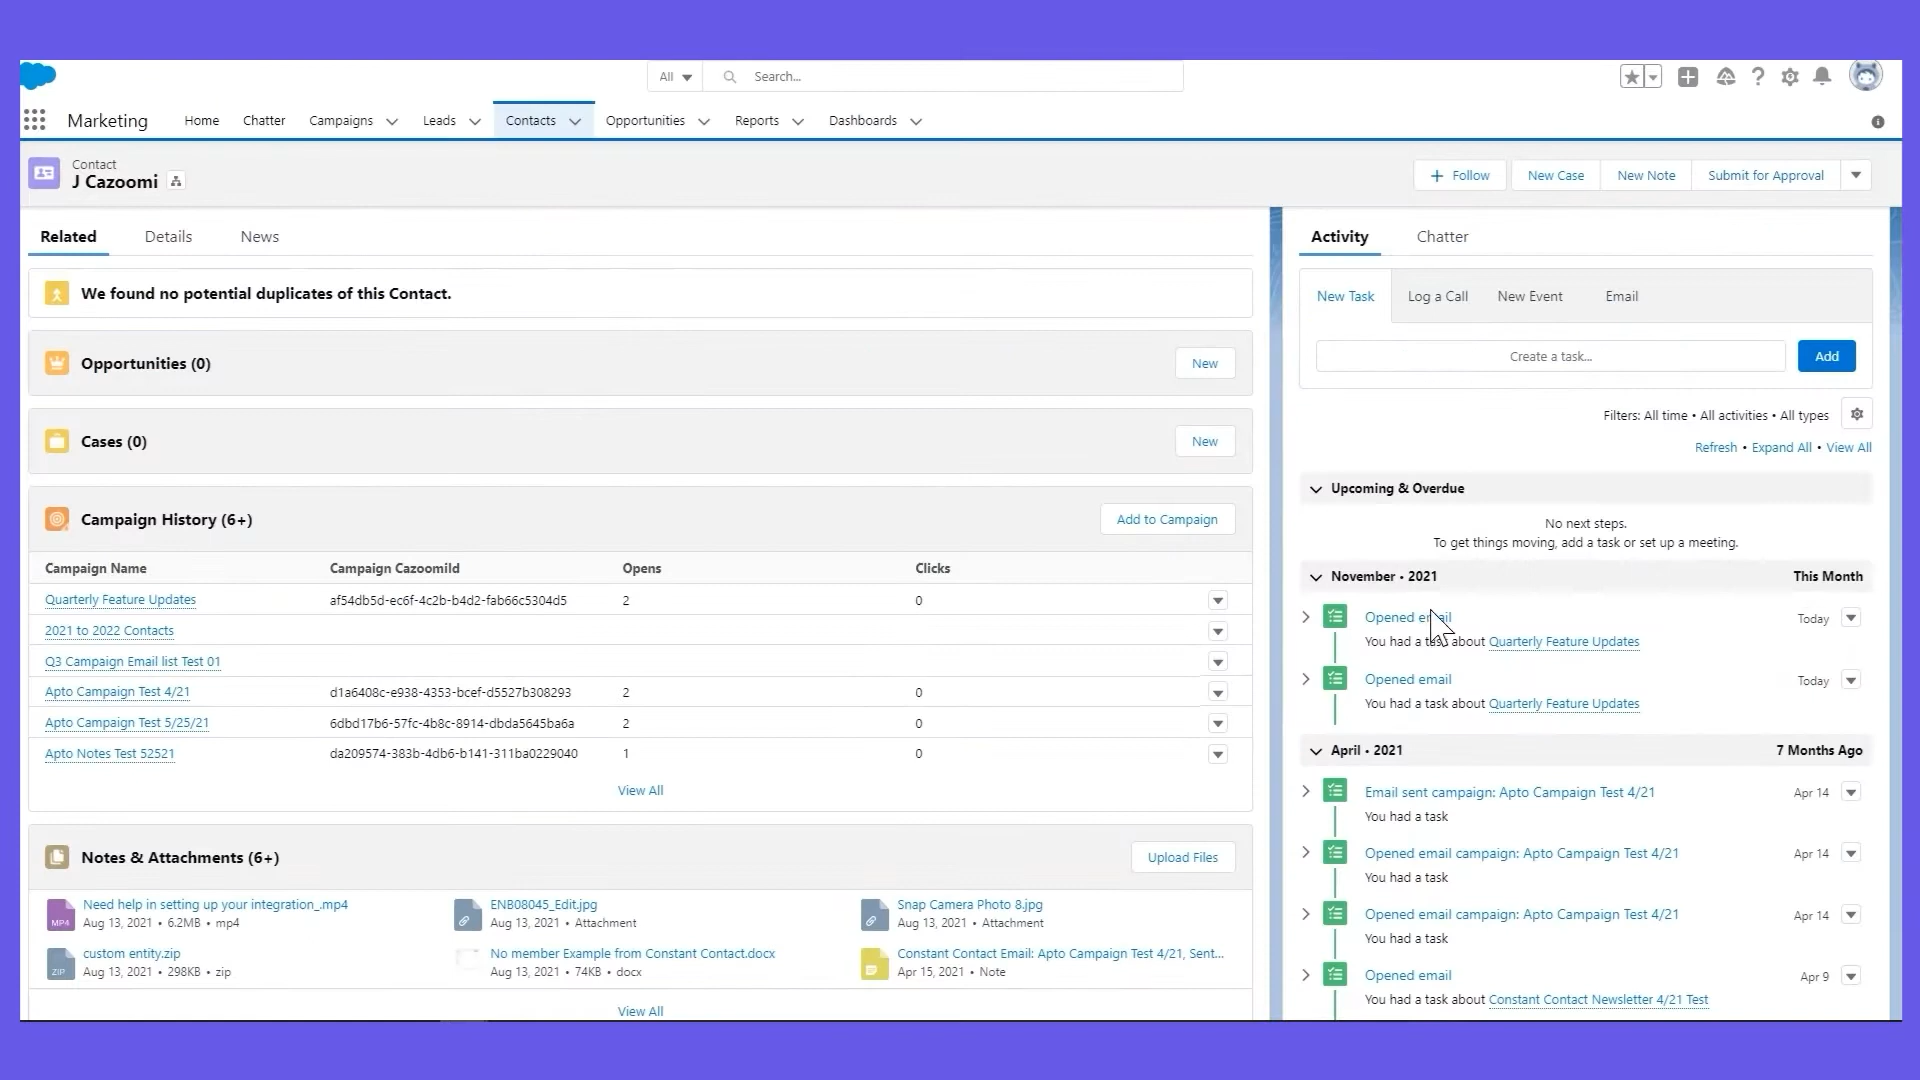 All
Search...
Marketing
Home
Chatter
Campaigns
Leads
Contacts
Opportunities
Reports
Dashboards
Contact
J Cazoomi
Follow
New Case
New Note
Submit for Approval
Related
Details
News
We found no potential duplicates of this Contact.
Opportunities (0)
New
Cases (0)
New
Campaign History (6+)
Add to Campaign
Campaign Name Campaign CazoomiId Opens Clicks
Quarterly Feature Updates af54db5d-ec6f-4c2b-b4d2-fab66c5304d5 2 0
2021 to 2022 Contacts
Q3 Campaign Email list Test 01
Apto Campaign Test 4/21 d1a6408c-e938-4353-bcef-d5527b308293 2 0
Apto Campaign Test 5/25/21 6dbd17b6-57fc-4b8c-8914-dbda5645ba6a 2 0
Apto Notes Test 52521 da209574-383b-4db6-b141-311ba0229040 1 0
View All
Notes & Attachments (6+)
Upload Files
MP4
Need help in setting up your integration_.mp4
Aug 13, 2021 • 6.2MB • mp4
ENB08045_Edit.jpg
Aug 13, 2021 • Attachment
Snap Camera Photo 8.jpg
Aug 13, 2021 • Attachment
ZIP
custom entity.zip
Aug 13, 2021 • 298KB • zip
No member Example from Constant Contact.docx
Aug 13, 2021 • 74KB • docx
Constant Contact Email: Apto Campaign Test 4/21, Sent...
Apr 15, 2021 • Note
View All
Activity
Chatter
New Task
Log a Call
New Event
Email
Create a task...
Add
Filters: All time • All activities • All types
Refresh • Expand All • View All
Upcoming & Overdue
No next steps.
To get things moving, add a task or set up a meeting.
November • 2021 This Month
Opened email Today
You had a task about Quarterly Feature Updates
Opened email Today
You had a task about Quarterly Feature Updates
April • 2021 7 Months Ago
Email sent campaign: Apto Campaign Test 4/21 Apr 14
You had a task
Opened email campaign: Apto Campaign Test 4/21 Apr 14
You had a task
Opened email campaign: Apto Campaign Test 4/21 Apr 14
You had a task
Opened email Apr 9
You had a task about Constant Contact Newsletter 4/21 Test